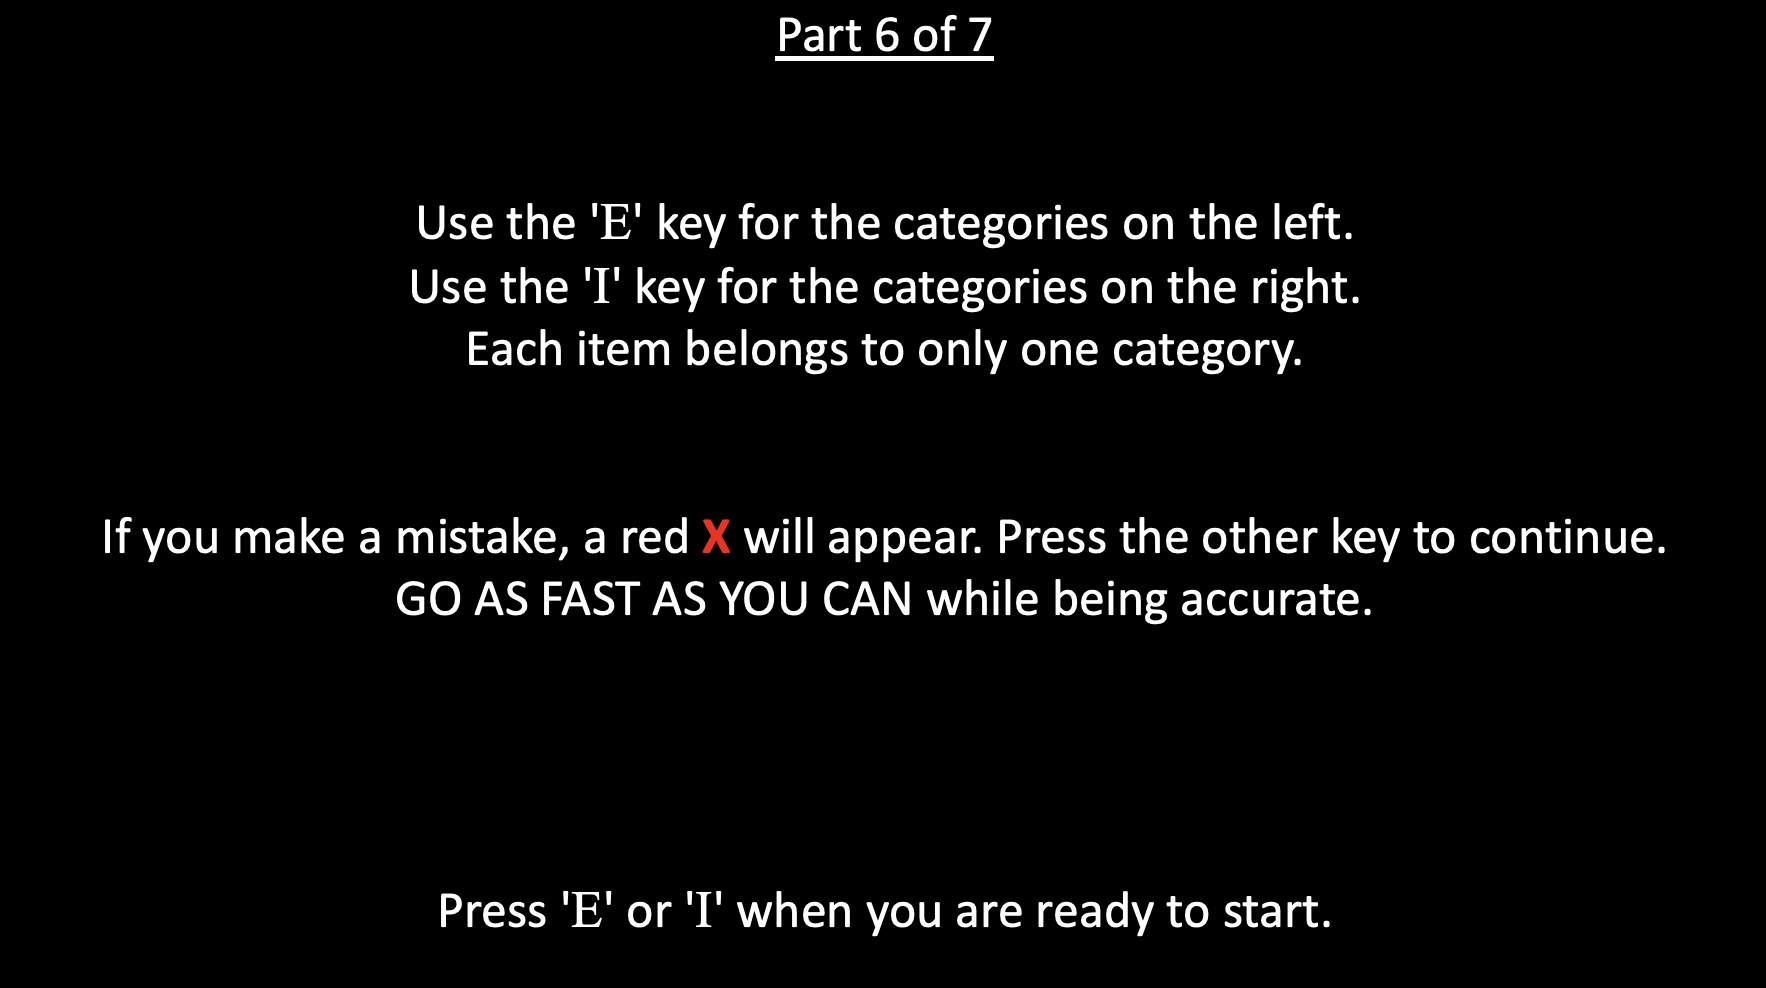 Part 6 of 7
Use the 'E' key for the categories on the left.
Use the 'I' key for the categories on the right.
Each item belongs to only one category.
If you make a mistake, a red X will appear. Press the other key to continue.
GO AS FAST AS YOU CAN while being accurate.
Press 'E' or 'I' when you are ready to start.